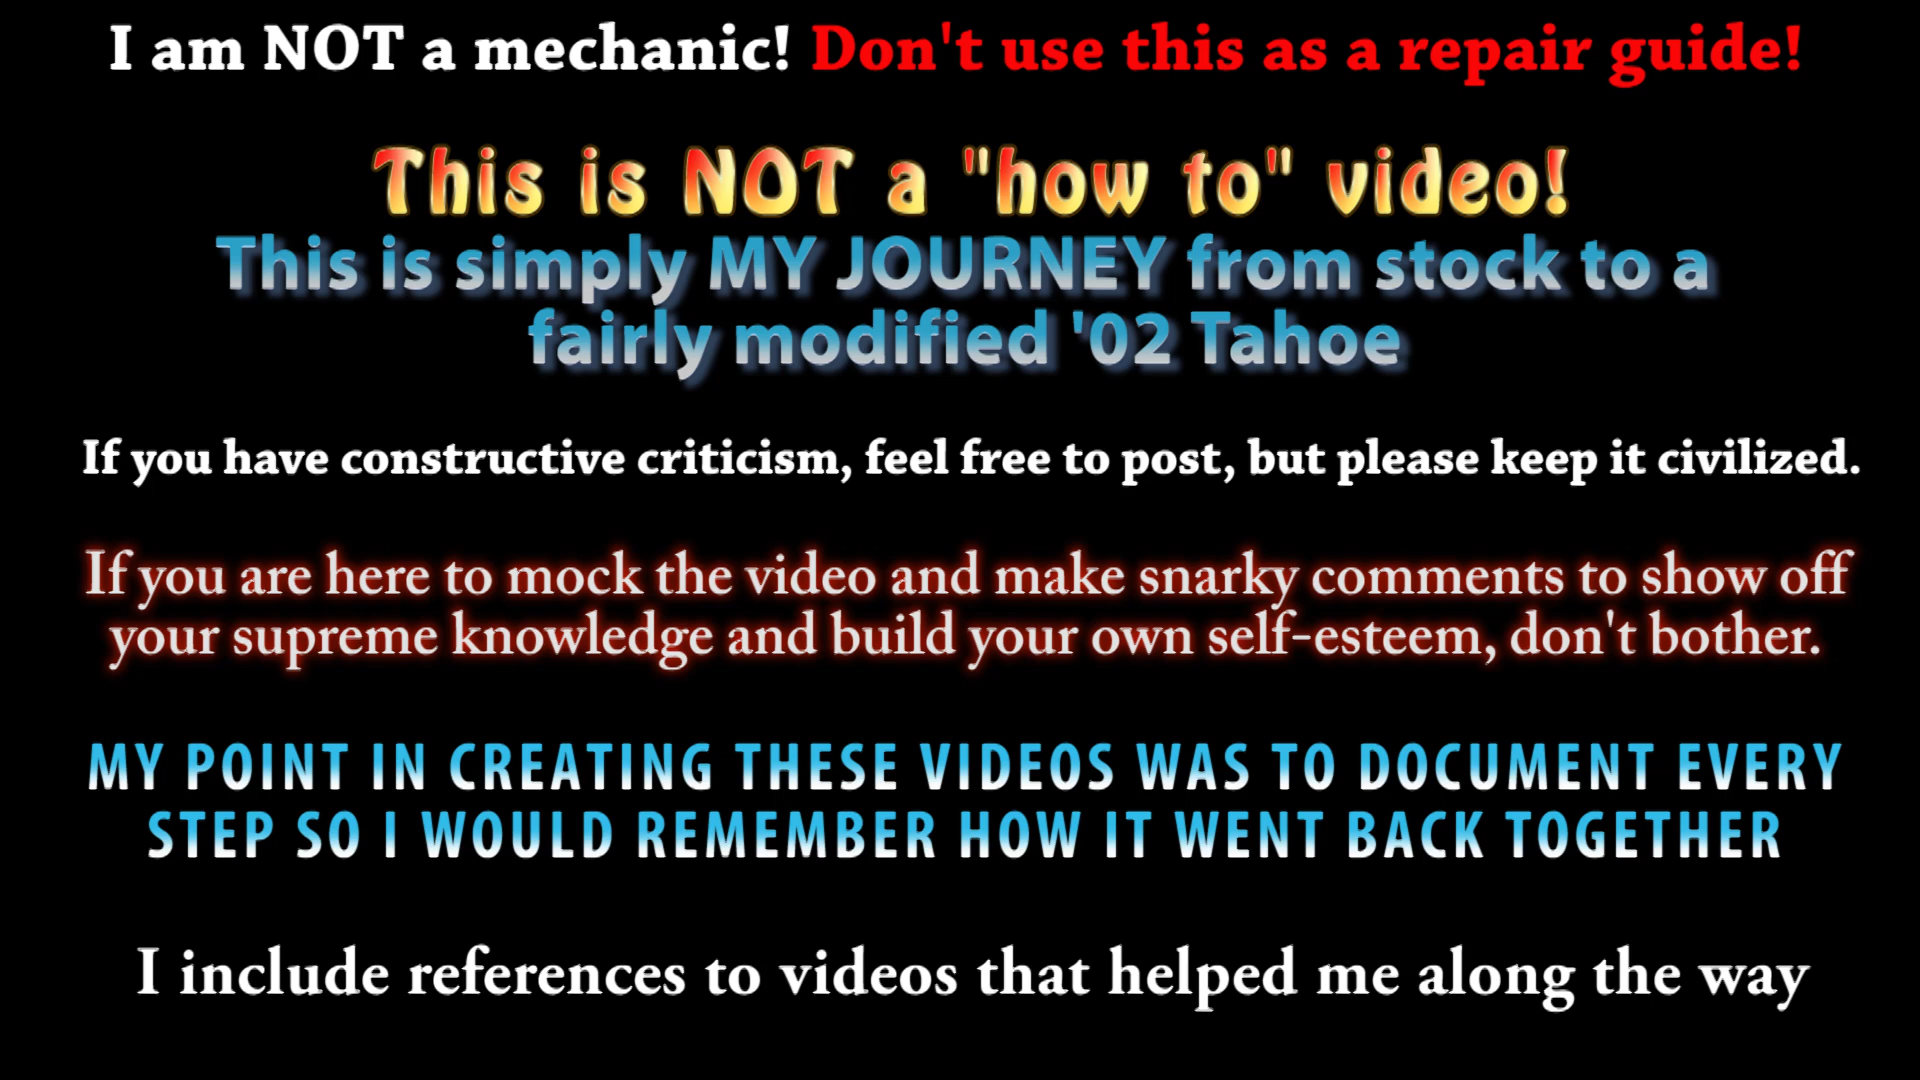 I am NOT a mechanic! Don't use this as a repair guide!
This is NOT a "how to" video!
This is simply MY JOURNEY from stock to a
fairly modified '02 Tahoe
If you have constructive criticism, feel free to post, but please keep it civilized.
If you are here to mock the video and make snarky comments to show off
your supreme knowledge and build your own self-esteem, don't bother.
MY POINT IN CREATING THESE VIDEOS WAS TO DOCUMENT EVERY
STEP SO I WOULD REMEMBER HOW IT WENT BACK TOGETHER
I include references to videos that helped me along the way